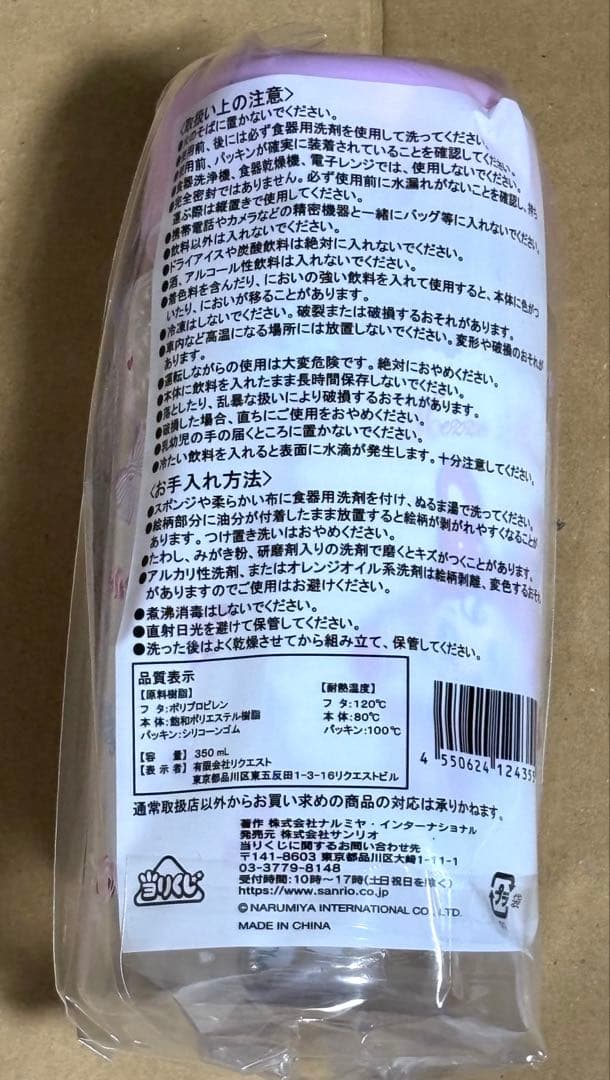 〈取扱い上の注意〉
そばに置かないでください。
用前、後には必ず食器用洗剤を使用して洗ってください。
使用前、パッキンが確実に装着されていることを確認してください。
●食器洗浄機、食器乾燥機、電子レンジでは、使用しないでください。
完全密封ではありません。必ず使用前に水漏れがないことを確認し、持ち
運ぶ際は縦置きで使用してください。
●携帯電話やカメラなどの精密機器と一緒にバッグ等に入れないでください。
●飲料以外は入れないでください。
●ドライアイスや炭酸飲料は絶対に入れないでください。
●酒、アルコール性飲料は入れないでください。
●着色料を含んだり、においの強い飲料を入れて使用すると、本体に色がつ
いたり、においが移ることがあります。
●冷凍はしないでください。破裂または破損するおそれがあります。
●車内など高温になる場所には放置しないでください。変形や破損のおそれが
あります。
●運転しながらの使用は大変危険です。絶対におやめください。
●本体に飲料を入れたまま長時間保存しないでください。
●落としたり、乱暴な扱いにより破損するおそれがあります。
●破損した場合、直ちにご使用をおやめください。
●乳幼児の手の届くところに置かないでください。
●冷たい飲料を入れると表面に水滴が発生します。十分注意してください。
〈お手入れ方法〉
●スポンジや柔らかい布に食器用洗剤を付け、ぬるま湯で洗ってください。
●絵柄部分に油分が付着したまま放置すると絵柄が剥がれやすくなることが
あります。つけ置き洗いはおやめください。
●たわし、みがき粉、研磨剤入りの洗剤で磨くとキズがつくことがあります。
●アルカリ性洗剤、またはオレンジオイル系洗剤は絵柄剥離、変色するおそれ
がありますのでご使用はお避けください。
●煮沸消毒はしないでください。
●直射日光を避けて保管してください。
●洗った後はよく乾燥させてから組み立て、保管してください。
品質表示
【原料樹脂】 【耐熱温度】
フ タ:ポリプロピレン フ タ:120℃
本 体:飽和ポリエステル樹脂 本 体:80℃
パッキン:シリコーンゴム パッキン:100℃
【容 量】350mL
【表 示 者】有限会社リクエスト
東京都品川区東五反田1-3-16リクエストビル
4 550624 12435
通常取扱店以外からお買い求めの商品の対応は承りかねます。
著作 株式会社ナルミヤ・インターナショナル
発売元 株式会社サンリオ
当りくじに関するお問い合わせ先
〒141-8603 東京都品川区大崎1-11-1
03-3779-8148
受付時間:10時〜17時(土日祝日を除く)
https://www.sanrio.co.jp
当りくじ
© NARUMIYA INTERNATIONAL CO., LTD.
MADE IN CHINA
プラ
袋